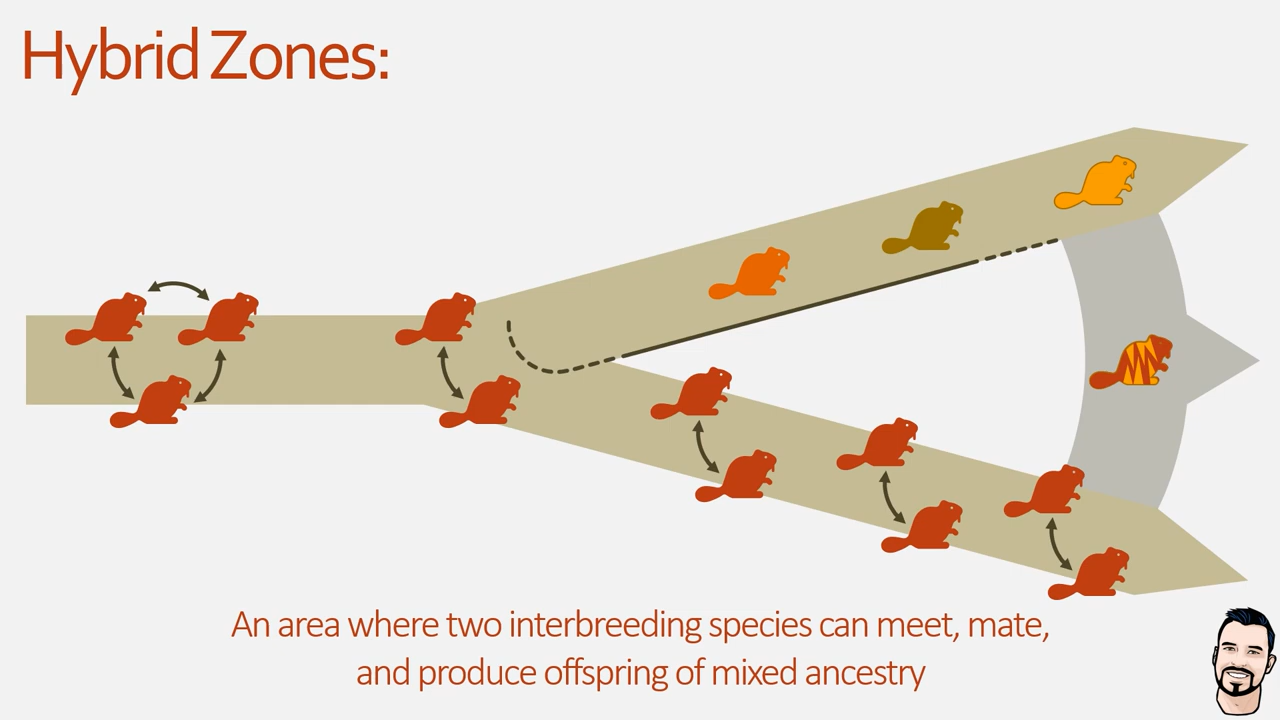 Hybrid Zones:
An area where two interbreeding species can meet, mate,
and produce offspring of mixed ancestry